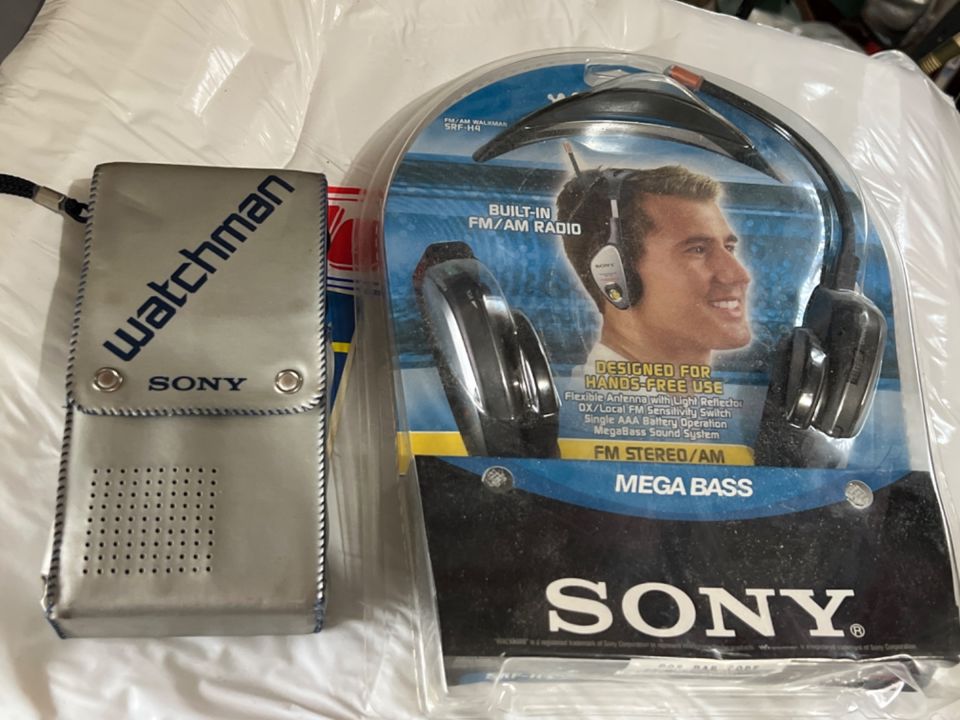 watchman
SONY
FM/AM WALKMAN
SRF-H4
BUILT-IN
FM/AM RADIO
SONY
DESIGNED FOR
HANDS-FREE USE
Flexible Antenna with Light Reflector
DX/Local FM Sensitivity Switch
Single AAA Battery Operation
MegaBass Sound System
FM STEREO/AM
MEGA BASS
SONY®